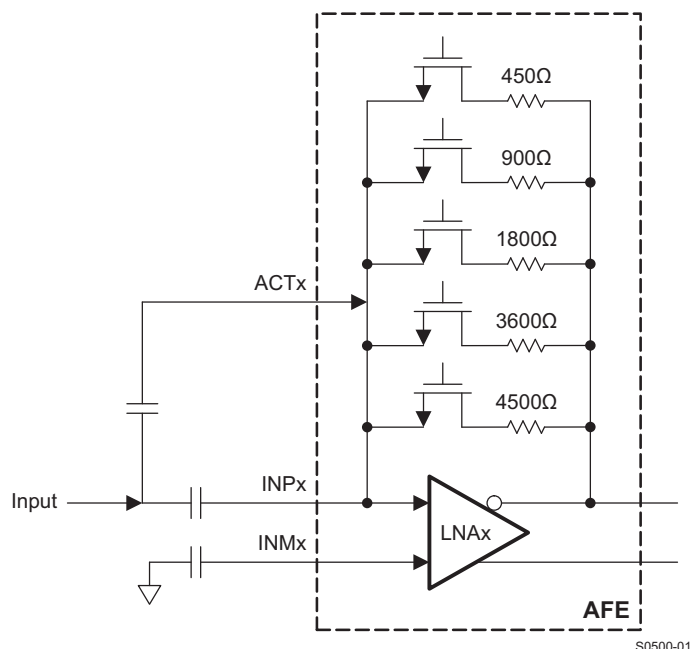 450Ω
900Ω
1800Ω
ACTx
3600Ω
4500Ω
Input
INPx
LNAx
INMx
AFE
S0500-01